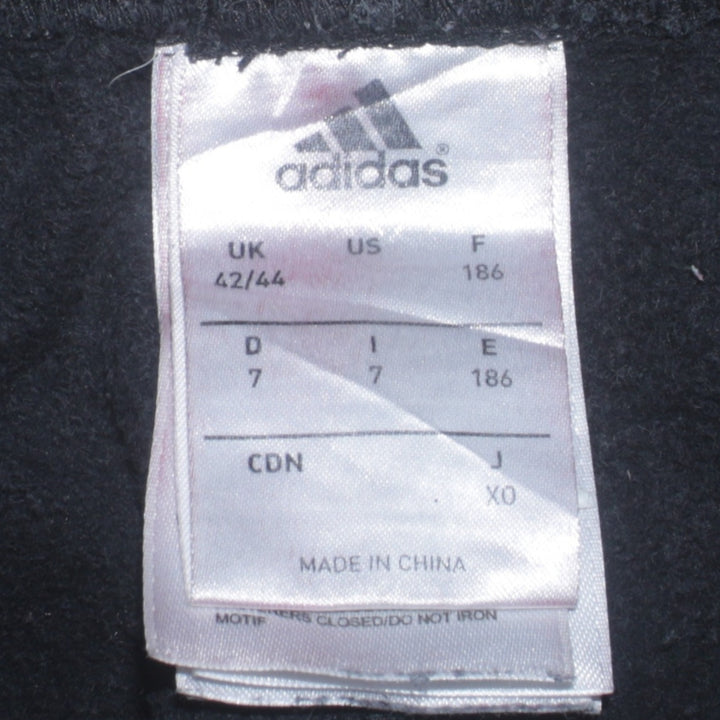 adidas®
UK US F
42/44 186
D I E
7 7 186
CDN J
XO
MADE IN CHINA
CLOSED/DO NOT IRON
MOTIF